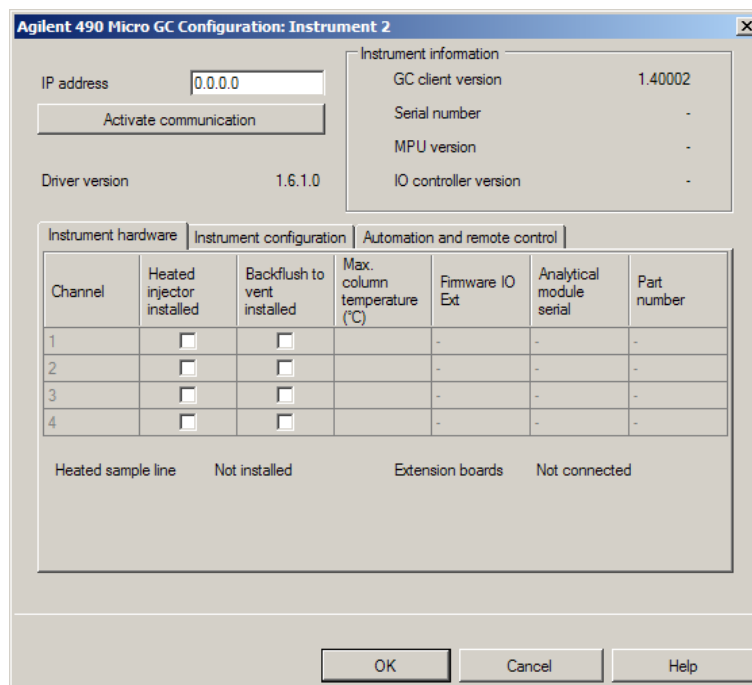 Agilent 490 Micro GC Configuration: Instrument 2
IP address 0.0.0.0
Activate communication
Driver version 1.6.1.0
Instrument information
GC client version 1.40002
Serial number -
MPU version -
IO controller version -
Instrument hardware Instrument configuration Automation and remote control
Channel Heated injector installed Backflush to vent installed Max. column temperature (°C) Firmware IO Ext Analytical module serial Part number
1 - - -
2 - - -
3 - - -
4 - - -
Heated sample line Not installed Extension boards Not connected
OK Cancel Help